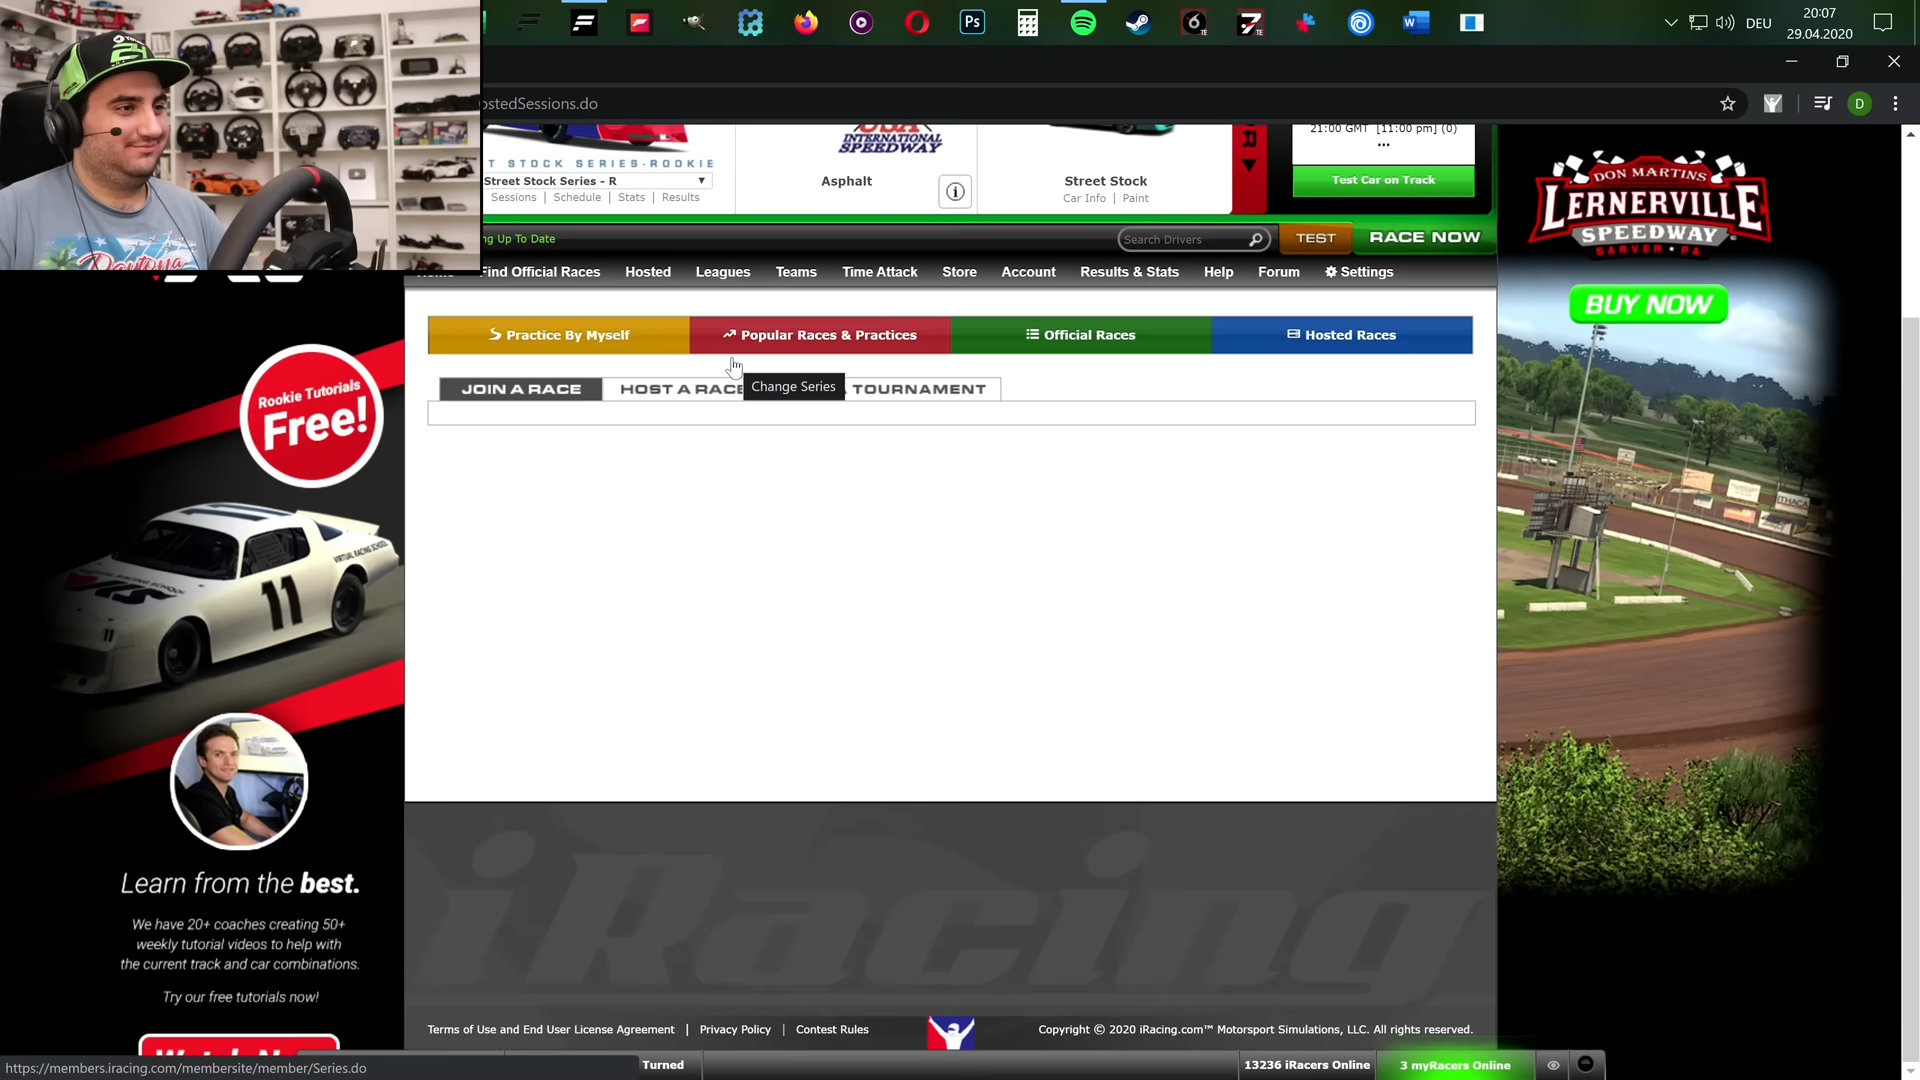 Ps
DEU
20:07
29.04.2020
ostedSessions.do
D
21:00 GMT [11:00 pm] (0)
...
Test Car on Track
T STOCK SERIES-ROOKIE
INTERNATIONAL
SPEEDWAY
Street Stock Series - R
Asphalt
Street Stock
Sessions | Schedule | Stats | Results
Car Info | Paint
ng Up To Date
Search Drivers
TEST
RACE NOW
Find Official Races
Hosted
Leagues
Teams
Time Attack
Store
Account
Results & Stats
Help
Forum
Settings
Practice By Myself
Popular Races & Practices
Official Races
Hosted Races
JOIN A RACE
HOST A RACE
TOURNAMENT
Change Series
DON MARTINS
LERNERVILLE
SPEEDWAY
SARVER • PA
BUY NOW
Rookie Tutorials
Free!
11
Learn from the best.
We have 20+ coaches creating 50+
weekly tutorial videos to help with
the current track and car combinations.
Try our free tutorials now!
iRacing
Terms of Use and End User License Agreement | Privacy Policy | Contest Rules
Copyright © 2020 iRacing.com™ Motorsport Simulations, LLC. All rights reserved.
https://members.iracing.com/membersite/member/Series.do
Turned
13236 iRacers Online
3 myRacers Online